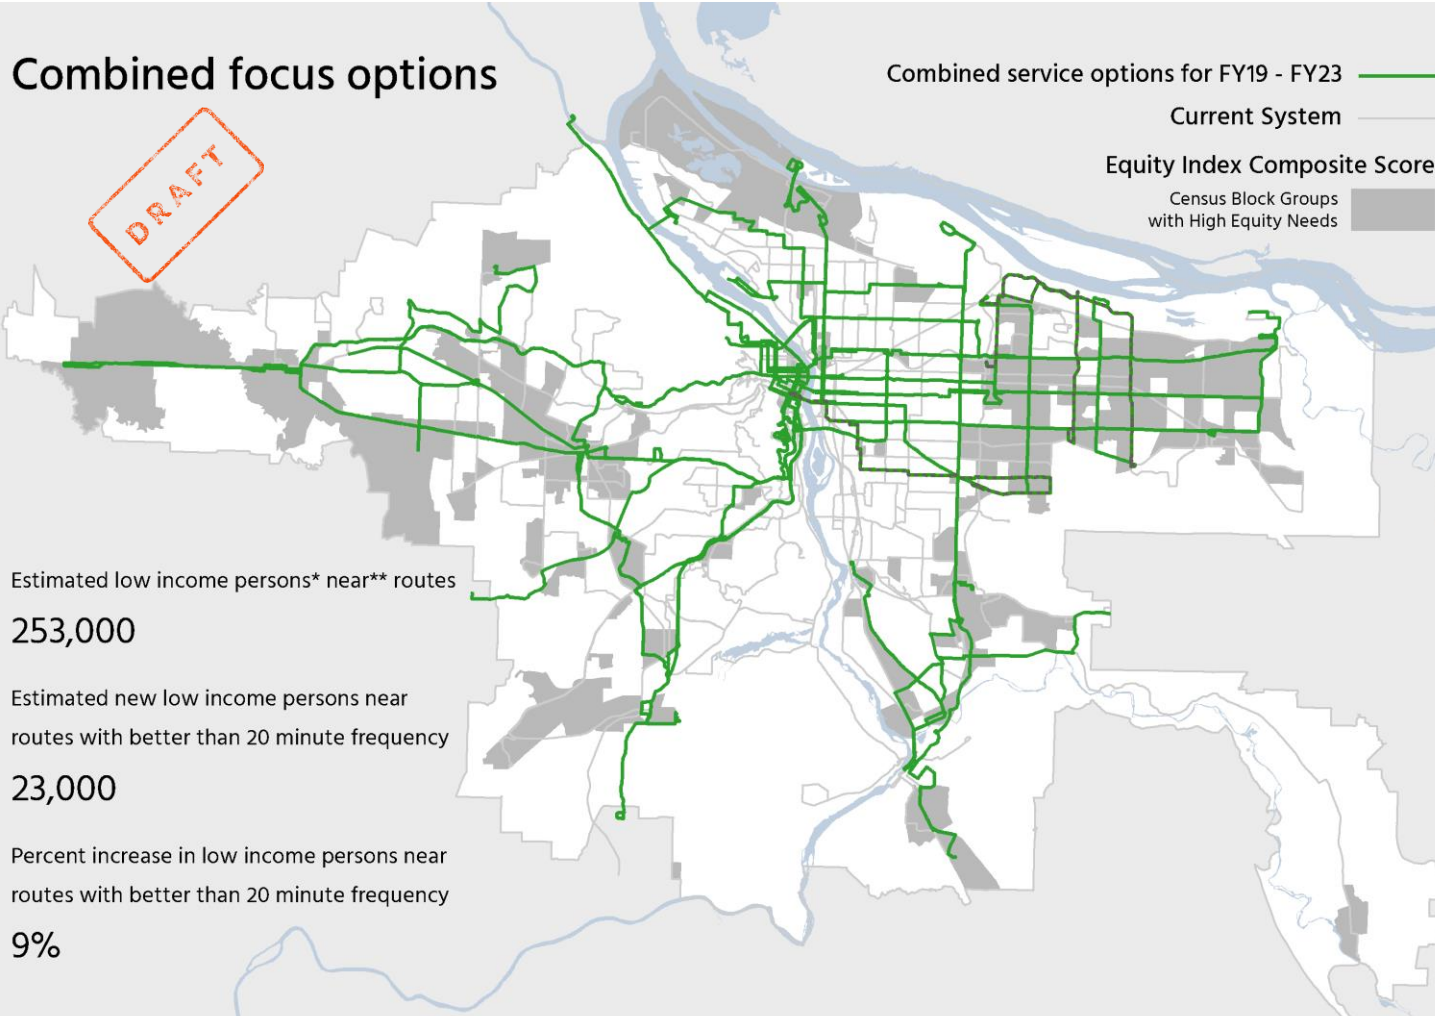 Combined focus options
DRAFT
Combined service options for FY19 - FY23
Current System
Equity Index Composite Score
Census Block Groups
with High Equity Needs
Estimated low income persons* near** routes
253,000
Estimated new low income persons near
routes with better than 20 minute frequency
23,000
Percent increase in low income persons near
routes with better than 20 minute frequency
9%